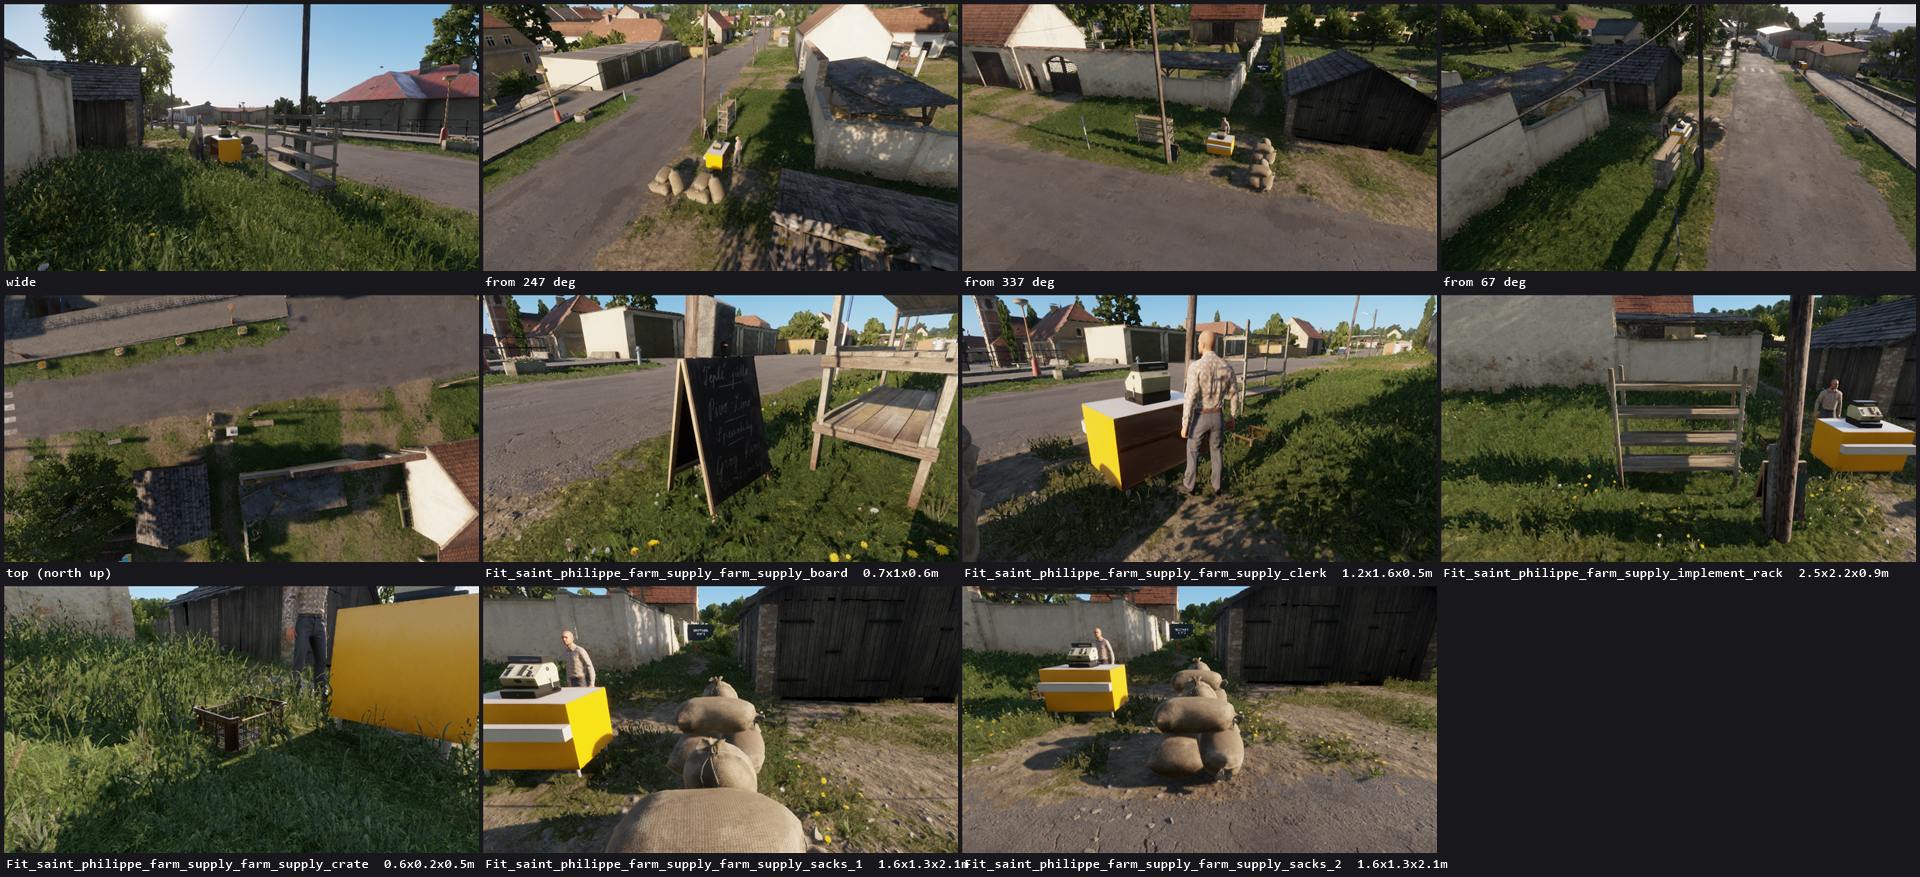 wide
from 247 deg
from 337 deg
from 67 deg
top (north up)
Fit_saint_philippe_farm_supply_farm_supply_board 0.7x1x0.6m
Fit_saint_philippe_farm_supply_farm_supply_clerk 1.2x1.6x0.5m
Fit_saint_philippe_farm_supply_implement_rack 2.5x2.2x0.9m
Fit_saint_philippe_farm_supply_farm_supply_crate 0.6x0.2x0.5m
Fit_saint_philippe_farm_supply_farm_supply_sacks_1 1.6x1.3x2.1m
Fit_saint_philippe_farm_supply_farm_supply_sacks_2 1.6x1.3x2.1m